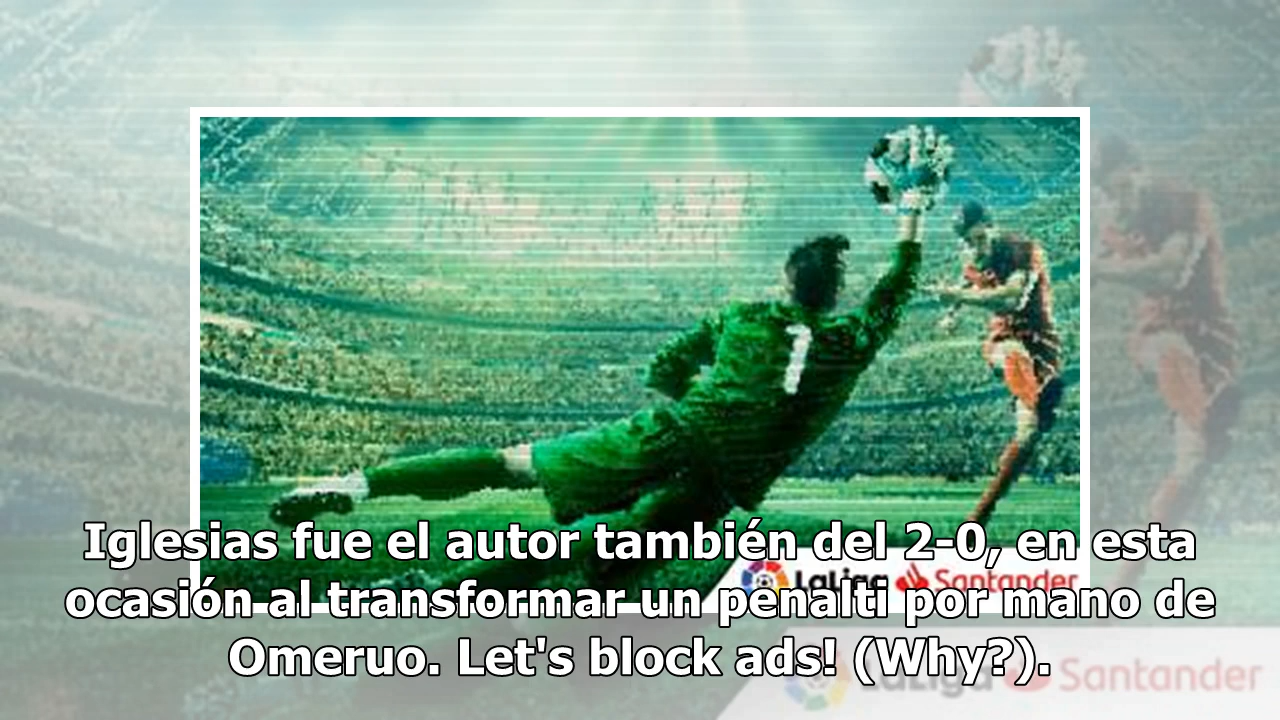 1
Iglesias fue el autor también del 2-0, en esta
LaLiga Santander
ocasión al transformar un penalti por mano de
Omeruo. Let's block ads! (Why?).
LaLiga Santander